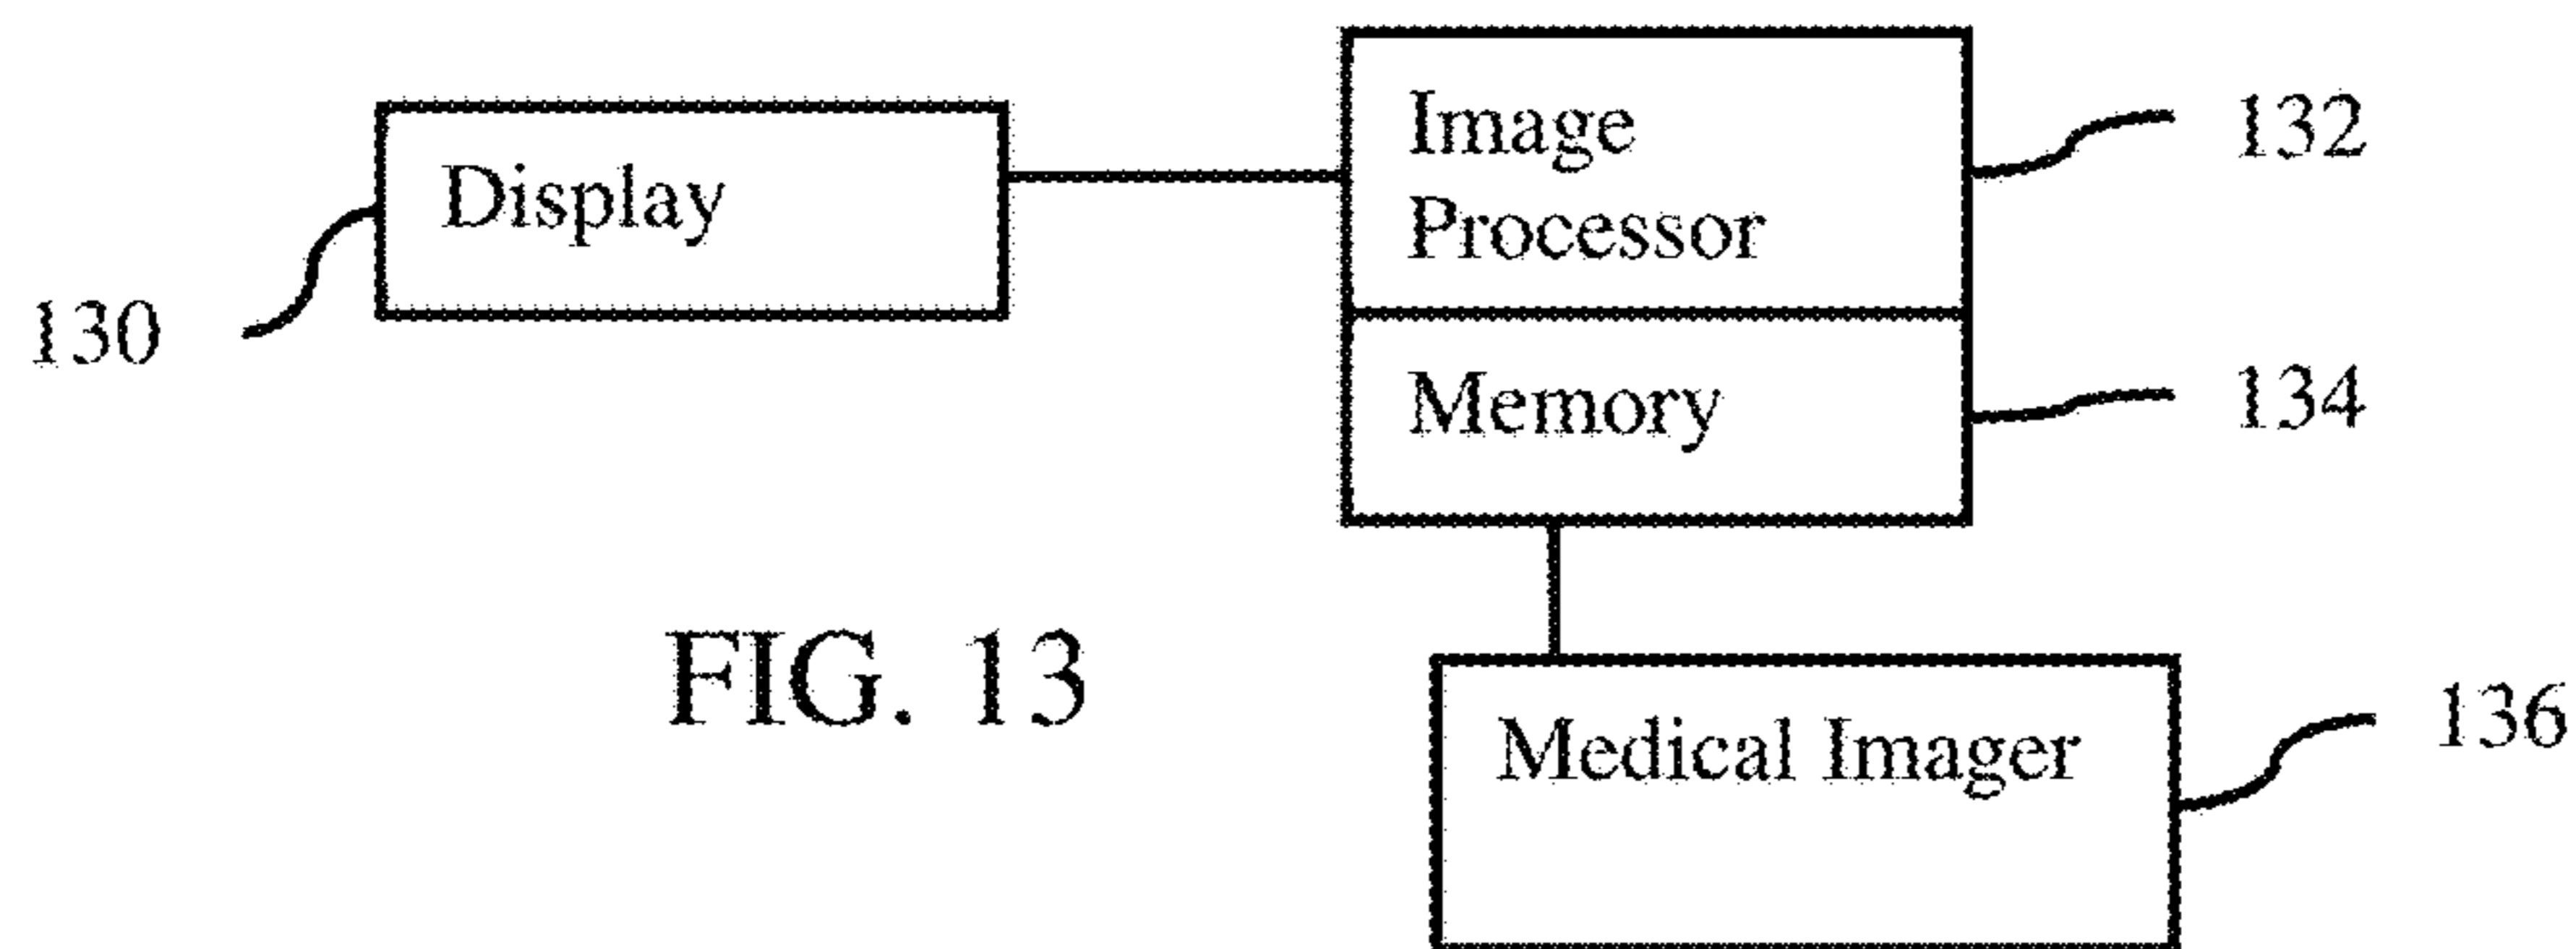 Image
Processor
132
Display
130
Memory
134
FIG. 13
Medical Imager
136